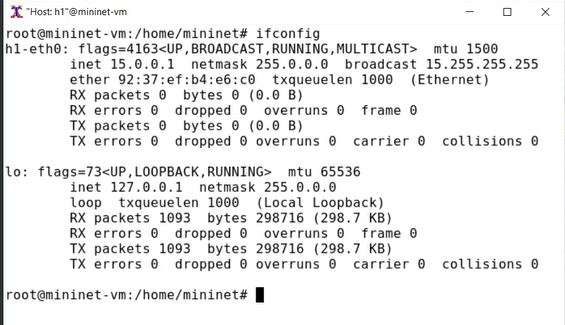 "Host: h1"@mininet-vm
root@mininet-vm:/home/mininet# ifconfig
h1-eth0: flags=4163<UP,BROADCAST,RUNNING,MULTICAST>  mtu 1500
        inet 15.0.0.1  netmask 255.0.0.0  broadcast 15.255.255.255
        ether 92:37:ef:b4:e6:c0  txqueuelen 1000  (Ethernet)
        RX packets 0  bytes 0 (0.0 B)
        RX errors 0  dropped 0  overruns 0  frame 0
        TX packets 0  bytes 0 (0.0 B)
        TX errors 0  dropped 0 overruns 0  carrier 0  collisions 0

lo: flags=73<UP,LOOPBACK,RUNNING>  mtu 65536
        inet 127.0.0.1  netmask 255.0.0.0
        loop  txqueuelen 1000  (Local Loopback)
        RX packets 1093  bytes 298716 (298.7 KB)
        RX errors 0  dropped 0  overruns 0  frame 0
        TX packets 1093  bytes 298716 (298.7 KB)
        TX errors 0  dropped 0 overruns 0  carrier 0  collisions 0

root@mininet-vm:/home/mininet#